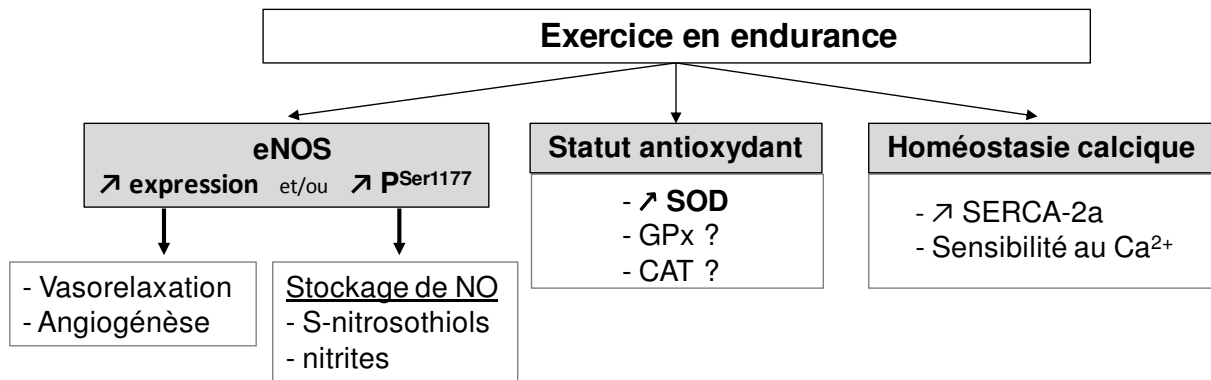 Exercice en endurance
eNOS
↗ expression et/ou ↗ P^Ser1177
Statut antioxydant
Homéostasie calcique
- Vasorelaxation
- Angiogénèse
Stockage de NO
- S-nitrosothiols
- nitrites
- ↗ SOD
- GPx ?
- CAT ?
- ↗ SERCA-2a
- Sensibilité au Ca²⁺